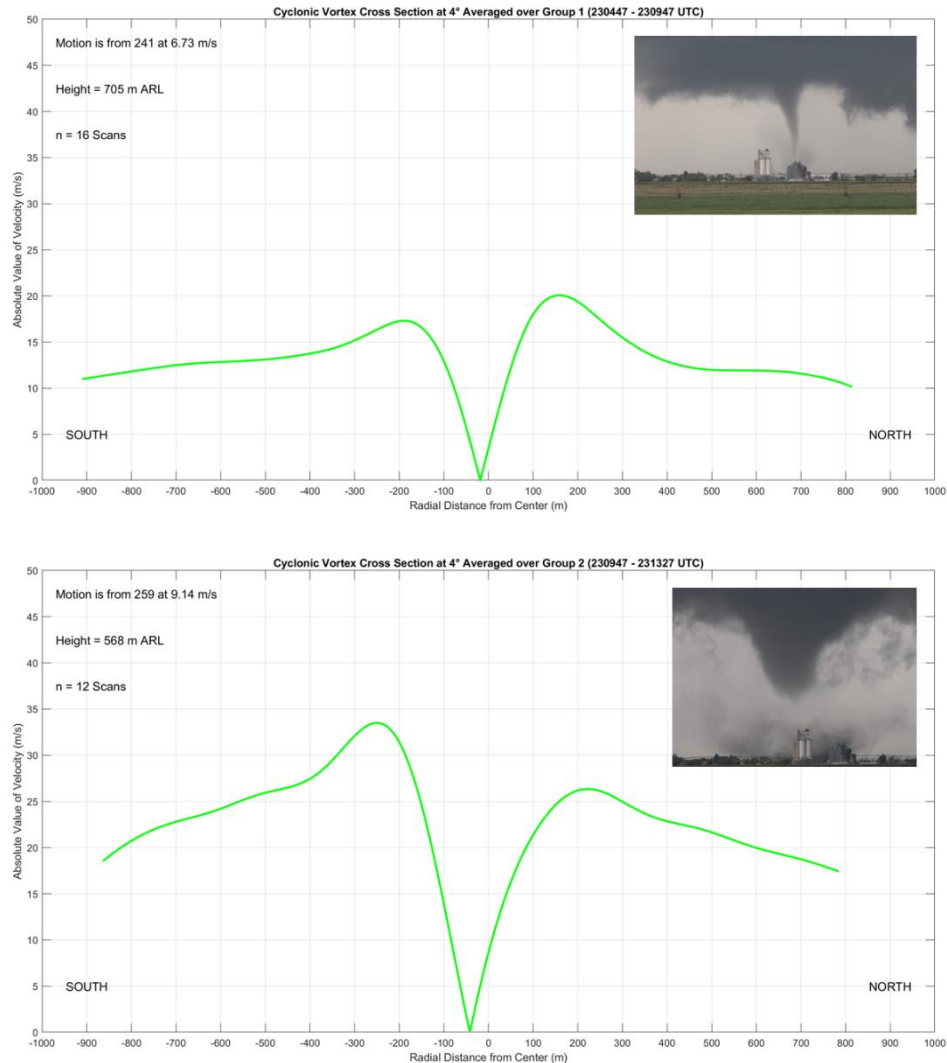 Cyclonic Vortex Cross Section at 4° Averaged over Group 1 (230447 - 230947 UTC)
Absolute Value of Velocity (m/s)
50
45
40
35
30
25
20
15
10
5
0
Motion is from 241 at 6.73 m/s
Height = 705 m ARL
n = 16 Scans
SOUTH
NORTH
-1000 -900 -800 -700 -600 -500 -400 -300 -200 -100 0 100 200 300 400 500 600 700 800 900 1000
Radial Distance from Center (m)
Cyclonic Vortex Cross Section at 4° Averaged over Group 2 (230947 - 231327 UTC)
Absolute Value of Velocity (m/s)
50
45
40
35
30
25
20
15
10
5
0
Motion is from 259 at 9.14 m/s
Height = 568 m ARL
n = 12 Scans
SOUTH
NORTH
-1000 -900 -800 -700 -600 -500 -400 -300 -200 -100 0 100 200 300 400 500 600 700 800 900 1000
Radial Distance from Center (m)